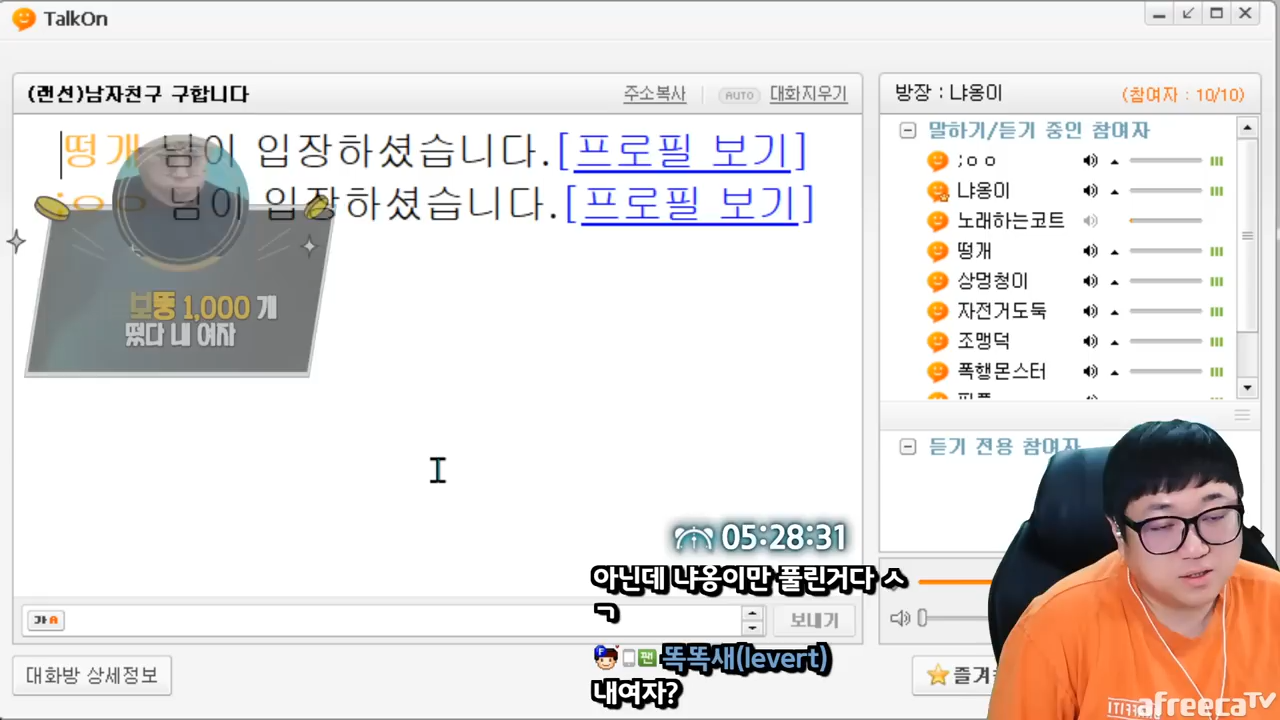 TalkOn
(랜선)남자친구 구합니다
주소복사
AUTO
대화지우기
떵개 님이 입장하셨습니다.[프로필 보기]
;ㅇㅇ 님이 입장하셨습니다.[프로필 보기]
보뚱 1,000 개
떴다 내 여자
방장 : 냐옹이
(참여자 : 10/10)
말하기/듣기 중인 참여자
;ㅇㅇ
냐옹이
노래하는코트
떵개
상멍청이
자전거도둑
조맹덕
폭행몬스터
듣기 전용 참여자
05:28:31
아닌데 냐옹이만 풀린거다 ㅅ
ㄱ
팬 똑똑새(levert)
내여자?
가A
보내기
대화방 상세정보
즐겨
afreecaTV